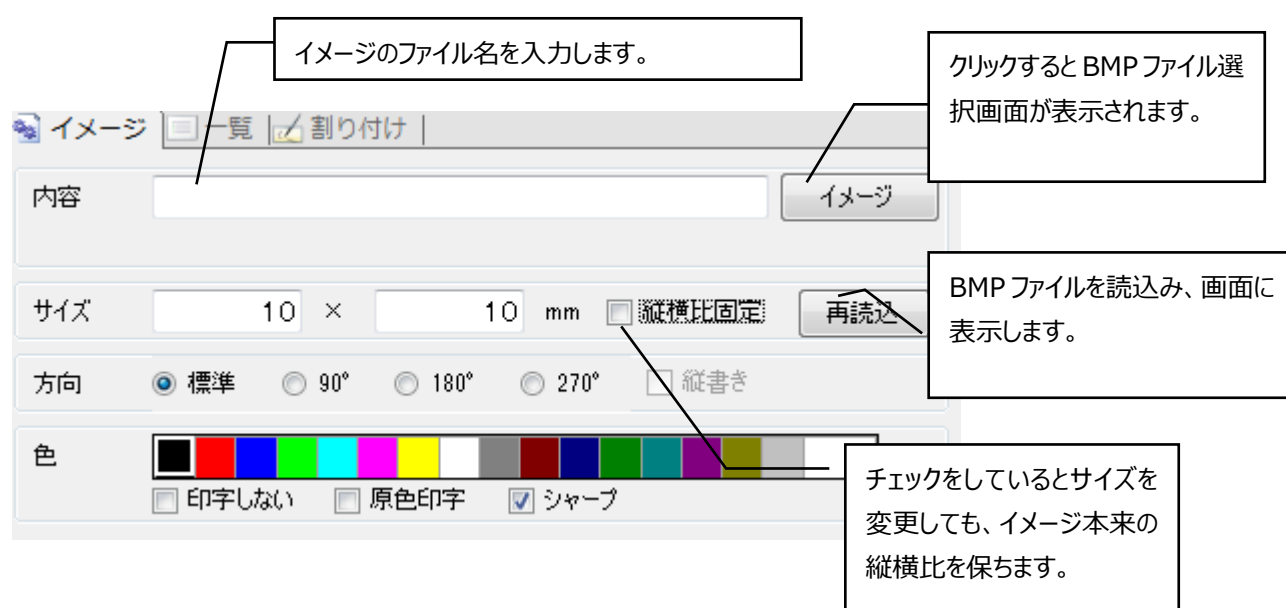 イメージのファイル名を入力します。
クリックするとBMPファイル選
択画面が表示されます。
イメージ 一覧 割り付け
内容 イメージ
サイズ 10 × 10 mm 縦横比固定 再読込
BMPファイルを読込み、画面に
表示します。
方向 標準 90° 180° 270° 縦書き
色
印字しない 原色印字 シャープ
チェックをしているとサイズを
変更しても、イメージ本来の
縦横比を保ちます。